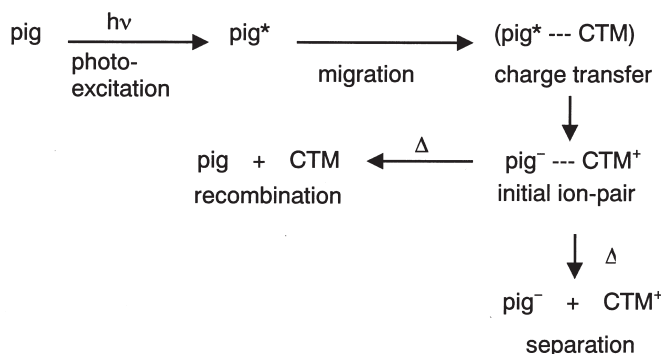 pig hν pig* (pig* --- CTM)
photo-
excitation
migration charge transfer
pig + CTM Δ pig⁻ --- CTM⁺
recombination initial ion-pair
Δ
pig⁻ + CTM⁺
separation